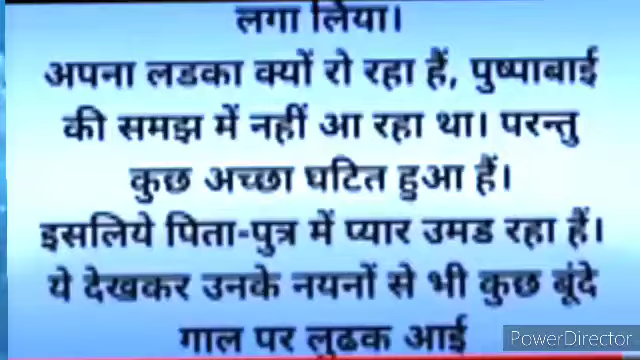 लगा लिया।
अपना लडका क्यों रो रहा हैं, पुष्पाबाई
की समझ में नहीं आ रहा था। परन्तु
कुछ अच्छा घटित हुआ हैं।
इसलिये पिता-पुत्र में प्यार उमड रहा हैं।
ये देखकर उनके नयनों से भी कुछ बूंदे
गाल पर लुढक आई
PowerDirector